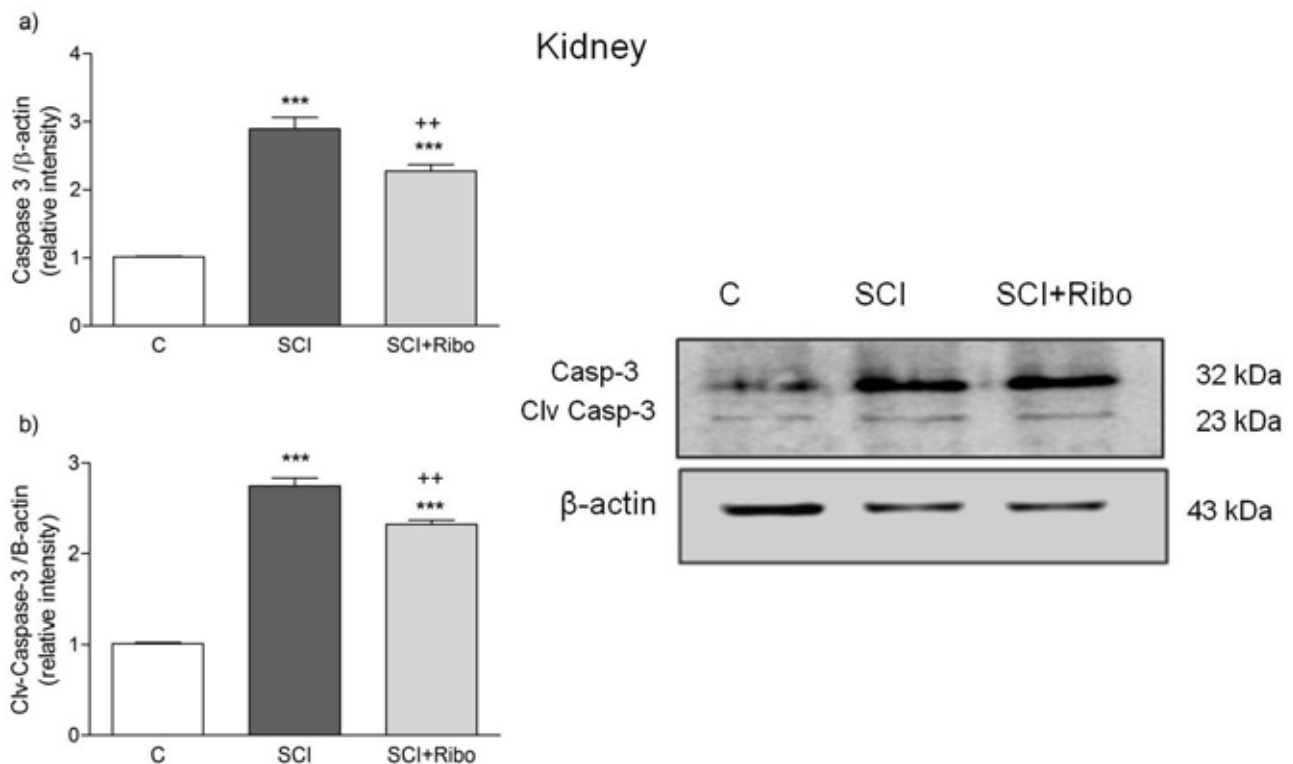 a)
Kidney
Caspase 3 /β-actin
(relative intensity)
4
3
2
1
0
***
++
***
C SCI SCI+Ribo
b)
Clv-Caspase-3 /B-actin
(relative intensity)
3
2
1
0
***
++
***
C SCI SCI+Ribo
C SCI SCI+Ribo
Casp-3 32 kDa
Clv Casp-3 23 kDa
β-actin 43 kDa